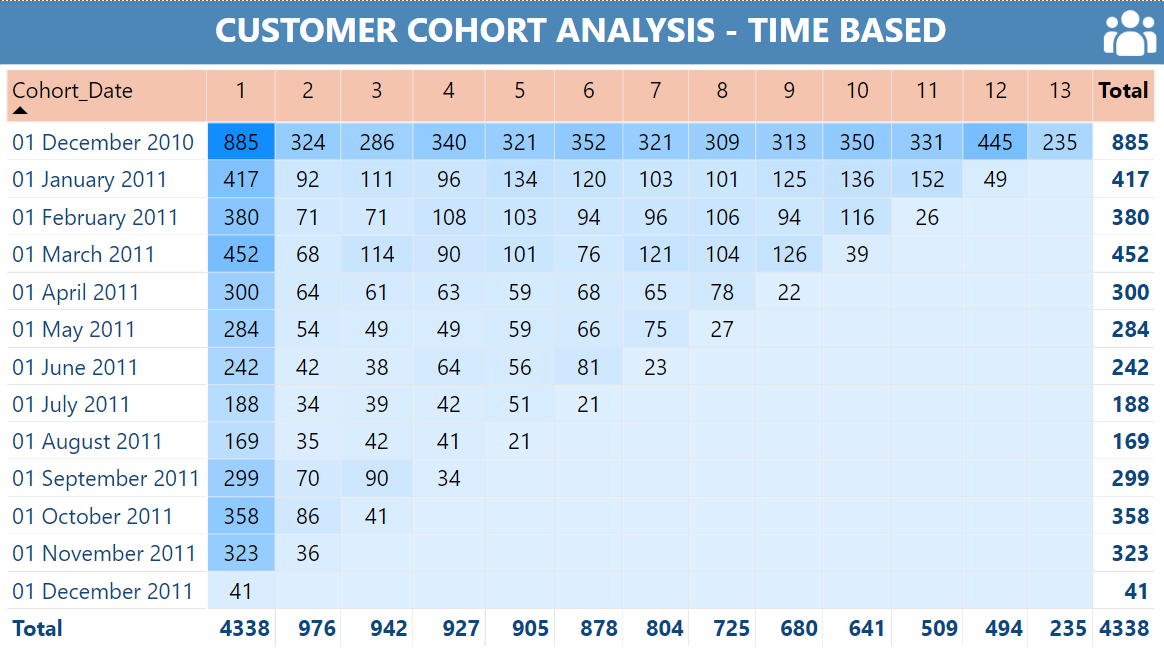 CUSTOMER COHORT ANALYSIS - TIME BASED
Cohort_Date 1 2 3 4 5 6 7 8 9 10 11 12 13 Total
01 December 2010 885 324 286 340 321 352 321 309 313 350 331 445 235 885
01 January 2011 417 92 111 96 134 120 103 101 125 136 152 49 417
01 February 2011 380 71 71 108 103 94 96 106 94 116 26 380
01 March 2011 452 68 114 90 101 76 121 104 126 39 452
01 April 2011 300 64 61 63 59 68 65 78 22 300
01 May 2011 284 54 49 49 59 66 75 27 284
01 June 2011 242 42 38 64 56 81 23 242
01 July 2011 188 34 39 42 51 21 188
01 August 2011 169 35 42 41 21 169
01 September 2011 299 70 90 34 299
01 October 2011 358 86 41 358
01 November 2011 323 36 323
01 December 2011 41 41
Total 4338 976 942 927 905 878 804 725 680 641 509 494 235 4338